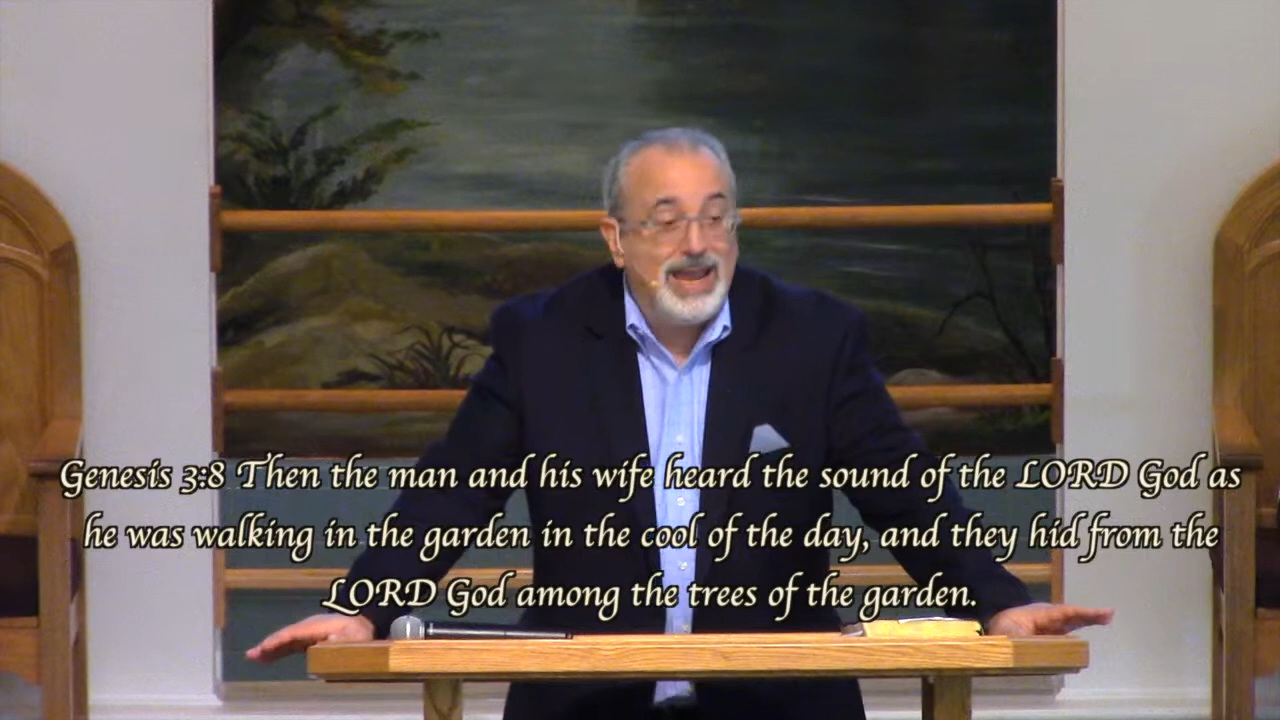 Genesis 3:8 Then the man and his wife heard the sound of the LORD God as
he was walking in the garden in the cool of the day, and they hid from the
LORD God among the trees of the garden.